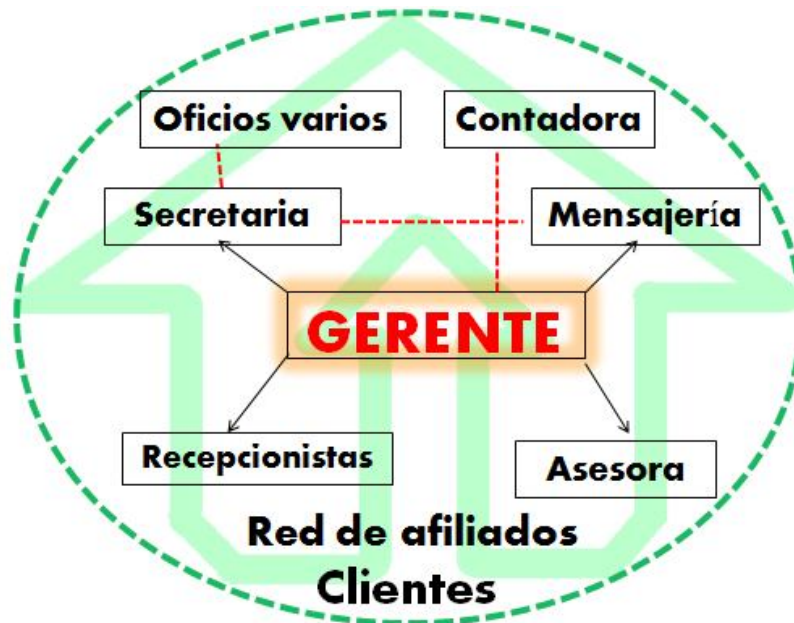 Oficios varios
Contadora
Secretaria
Mensajería
GERENTE
Recepcionistas
Asesora
Red de afiliados
Clientes